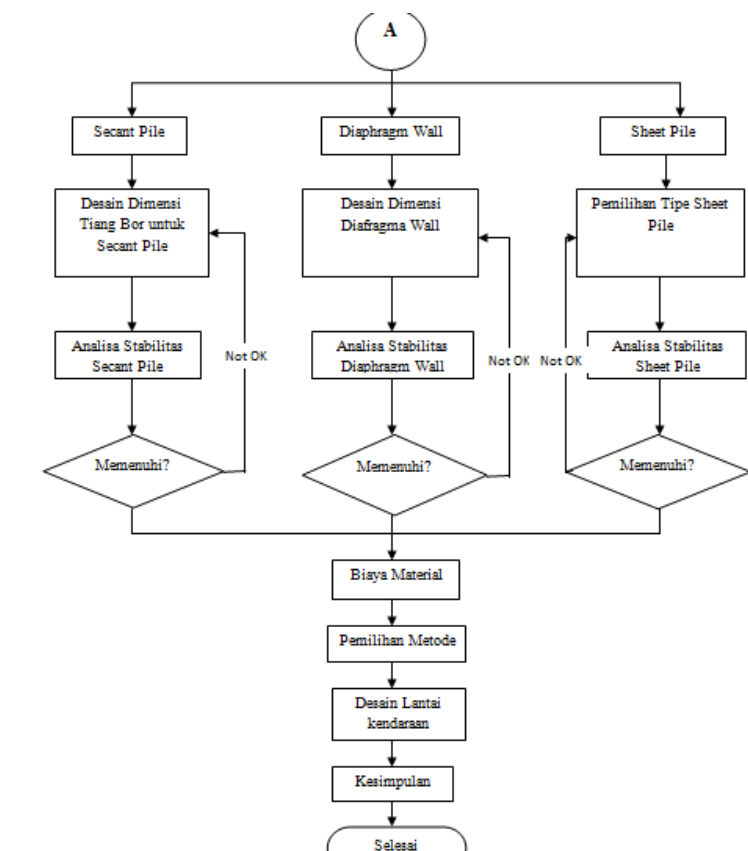 A
Secant Pile
Diaphragm Wall
Sheet Pile
Desain Dimensi
Tiang Bor untuk
Secant Pile
Desain Dimensi
Diafragma Wall
Pemilihan Tipe Sheet
Pile
Analisa Stabilitas
Secant Pile
Not OK
Analisa Stabilitas
Diaphragm Wall
Not OK
Not OK
Analisa Stabilitas
Sheet Pile
Memenuhi?
Memenuhi?
Memenuhi?
Biaya Material
Pemilihan Metode
Desain Lantai
kendaraan
Kesimpulan
Selesai